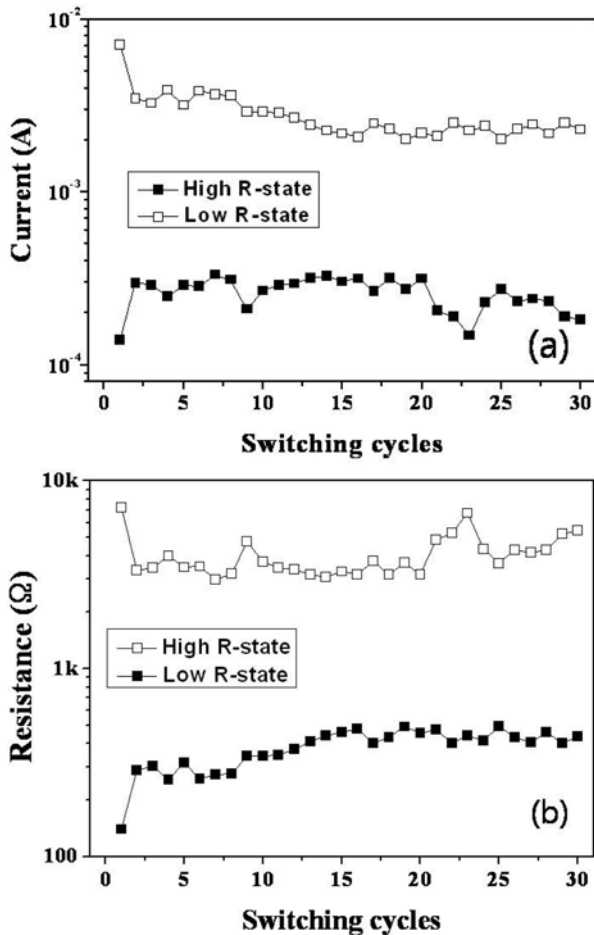 10⁻²
10⁻³
10⁻⁴
Current (A)
High R-state
Low R-state
(a)
0 5 10 15 20 25 30
Switching cycles
10k
1k
100
Resistance (Ω)
High R-state
Low R-state
(b)
0 5 10 15 20 25 30
Switching cycles